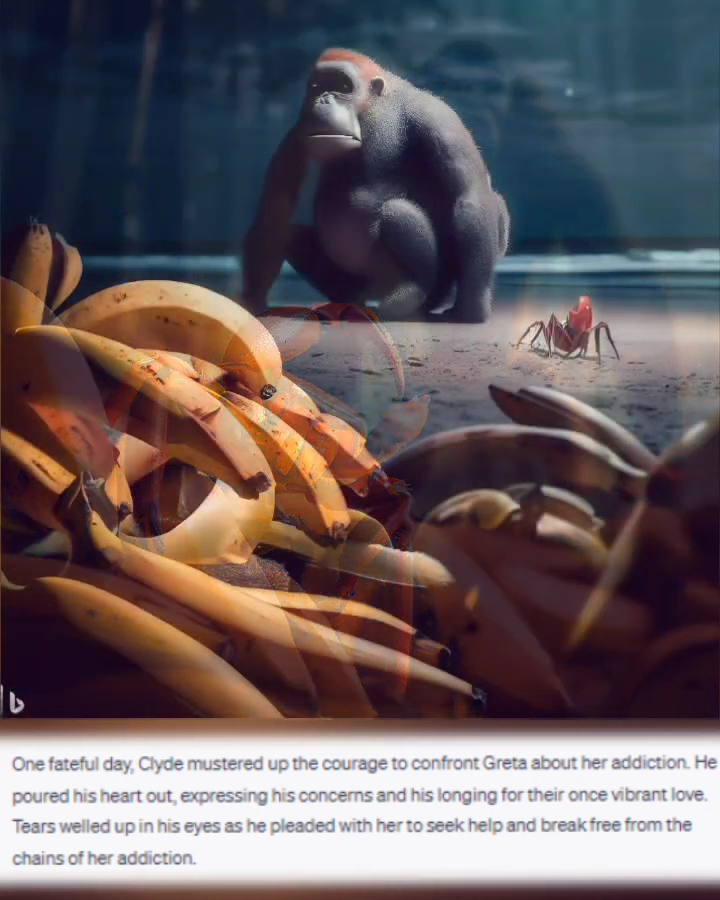 One fateful day, Clyde mustered up the courage to confront Greta about her addiction. He
poured his heart out, expressing his concerns and his longing for their once vibrant love.
Tears welled up in his eyes as he pleaded with her to seek help and break free from the
chains of her addiction.